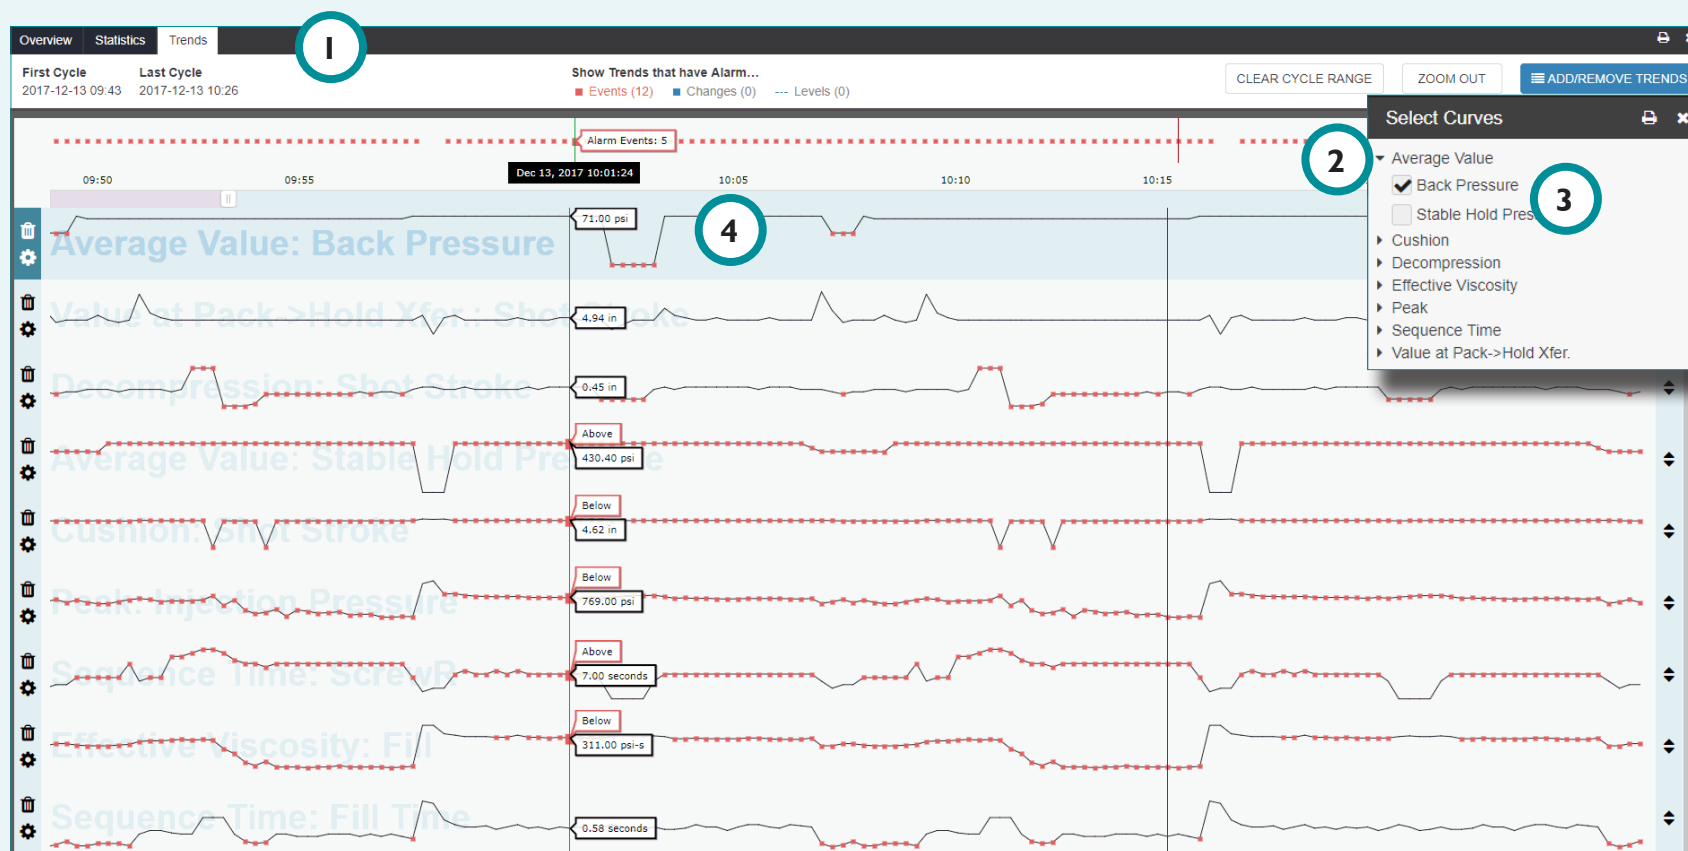 Overview Statistics Trends
1
First Cycle Last Cycle
2017-12-13 09:43 2017-12-13 10:26
Show Trends that have Alarm...
Events (12) Changes (0) --- Levels (0)
CLEAR CYCLE RANGE ZOOM OUT ADD/REMOVE TRENDS
Select Curves
2
Average Value
Back Pressure
3
Stable Hold Pres
Cushion
Decompression
Effective Viscosity
Peak
Sequence Time
Value at Pack->Hold Xfer.
Alarm Events: 5
Dec 13, 2017 10:01:24
09:50 09:55 10:05 10:10 10:15
4
71.00 psi
Average Value: Back Pressure
Value at Pack->Hold Xfer.: Shot Stroke
4.94 in
Decompression: Shot Stroke
0.45 in
Above
Average Value: Stable Hold Pressure
430.40 psi
Below
Cushion: Shot Stroke
4.62 in
Below
Peak: Injection Pressure
769.00 psi
Above
Sequence Time: ScrewR
7.00 seconds
Below
Effective Viscosity: Fill
311.00 psi-s
Sequence Time: Fill Time
0.58 seconds